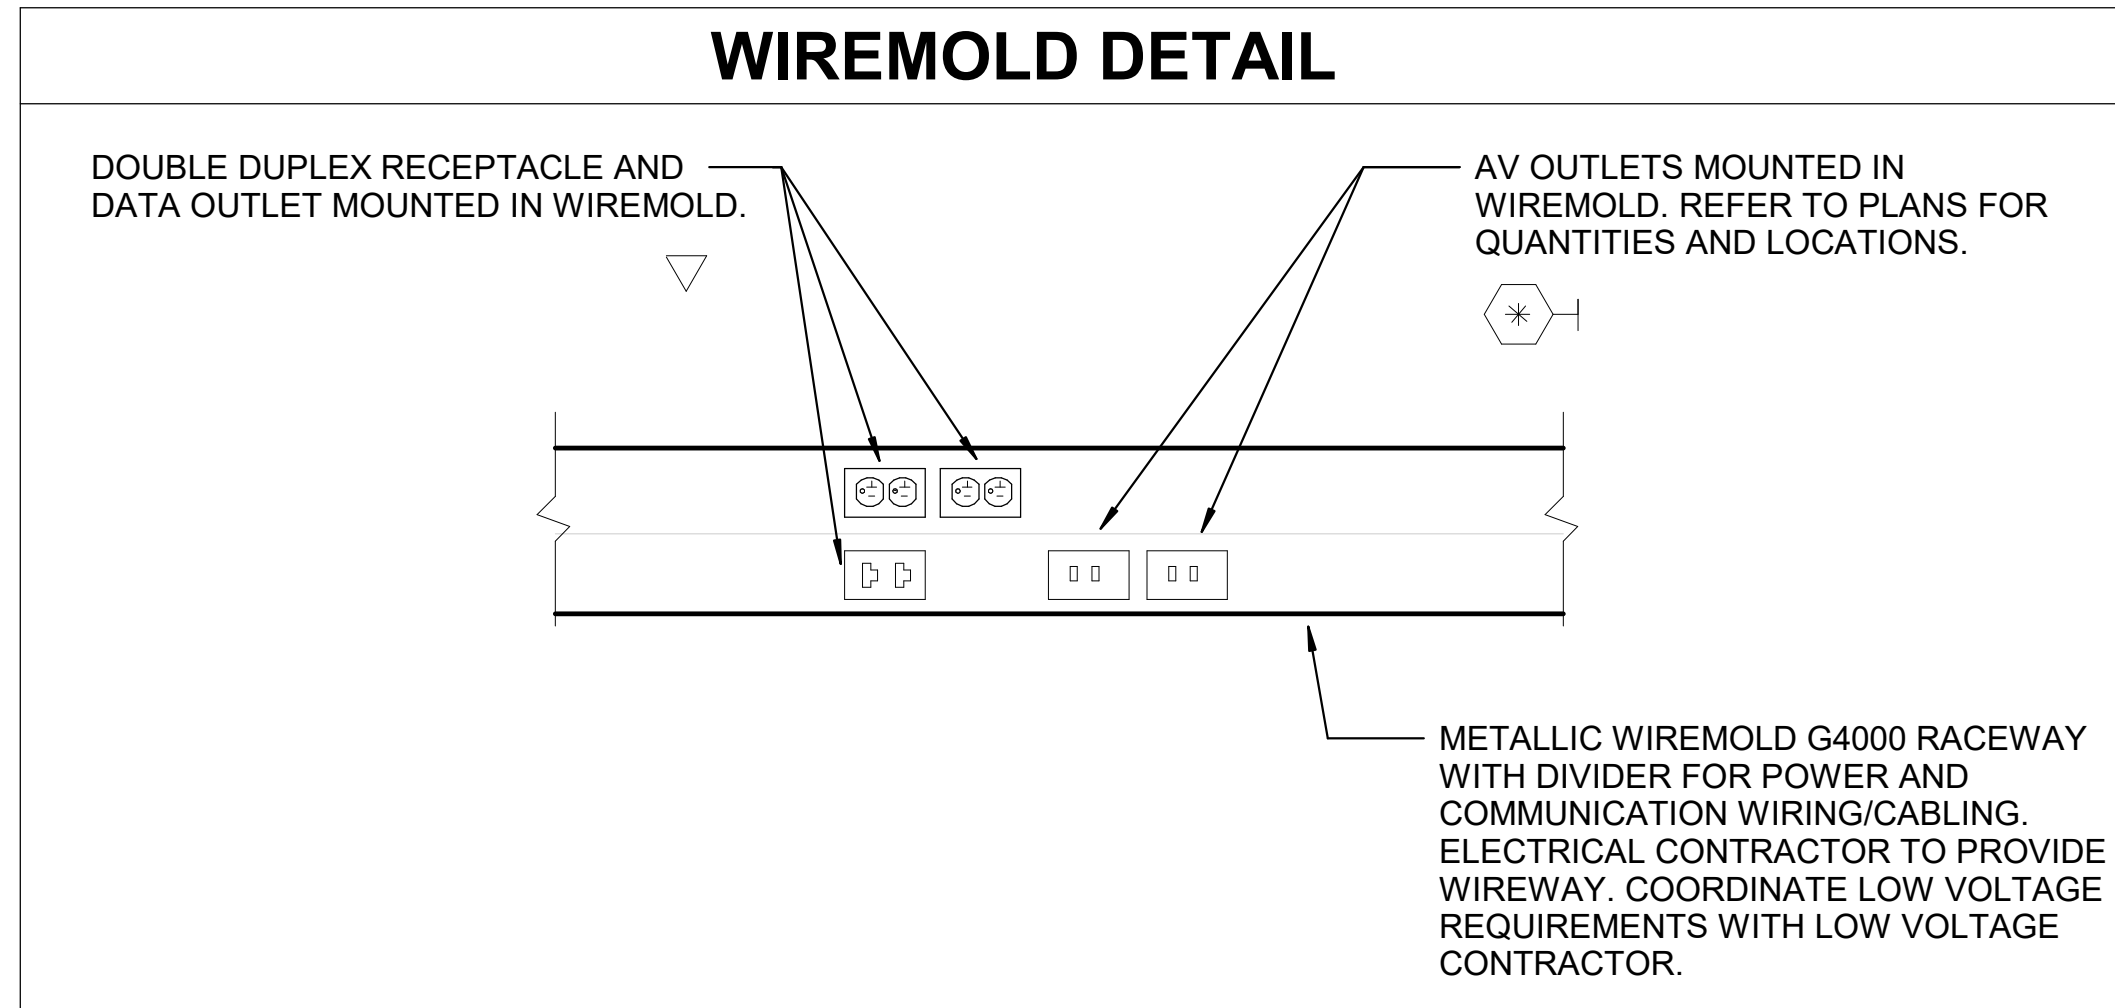 WIREMOLD DETAIL
DOUBLE DUPLEX RECEPTACLE AND
DATA OUTLET MOUNTED IN WIREMOLD.
AV OUTLETS MOUNTED IN
WIREMOLD. REFER TO PLANS FOR
QUANTITIES AND LOCATIONS.
METALLIC WIREMOLD G4000 RACEWAY
WITH DIVIDER FOR POWER AND
COMMUNICATION WIRING/CABLING.
ELECTRICAL CONTRACTOR TO PROVIDE
WIREWAY. COORDINATE LOW VOLTAGE
REQUIREMENTS WITH LOW VOLTAGE
CONTRACTOR.